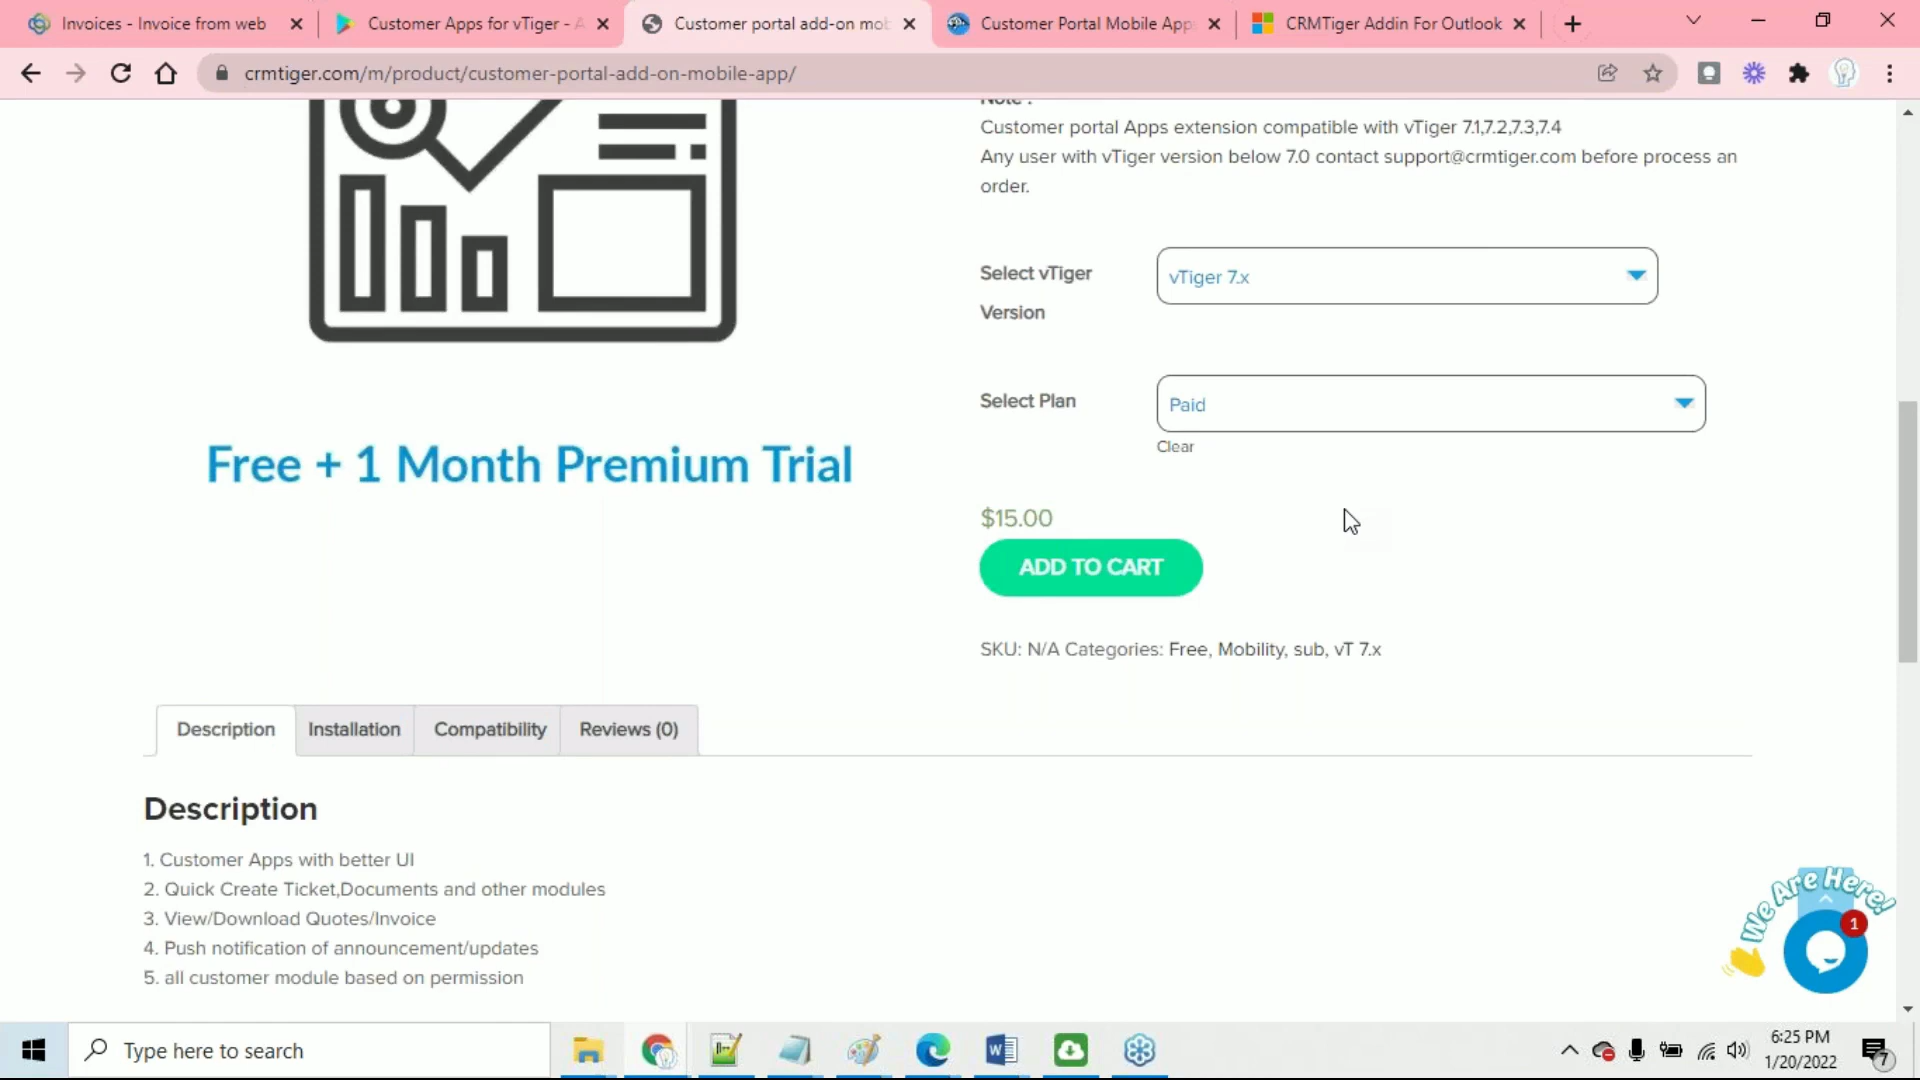 Invoices - Invoice from web
Customer Apps for vTiger - A
Customer portal add-on mob
Customer Portal Mobile Apps
CRMTiger Addin For Outlook
crmtiger.com/m/product/customer-portal-add-on-mobile-app/
Note :
Customer portal Apps extension compatible with vTiger 7.1,7.2,7.3,7.4
Any user with vTiger version below 7.0 contact support@crmtiger.com before process an
order.
Select vTiger
Version
vTiger 7.x
Select Plan
Paid
Clear
Free + 1 Month Premium Trial
$15.00
ADD TO CART
SKU: N/A Categories: Free, Mobility, sub, vT 7.x
Description
Installation
Compatibility
Reviews (0)
Description
1. Customer Apps with better UI
2. Quick Create Ticket,Documents and other modules
3. View/Download Quotes/Invoice
4. Push notification of announcement/updates
5. all customer module based on permission
We Are Here!
1
Type here to search
6:25 PM
1/20/2022
7